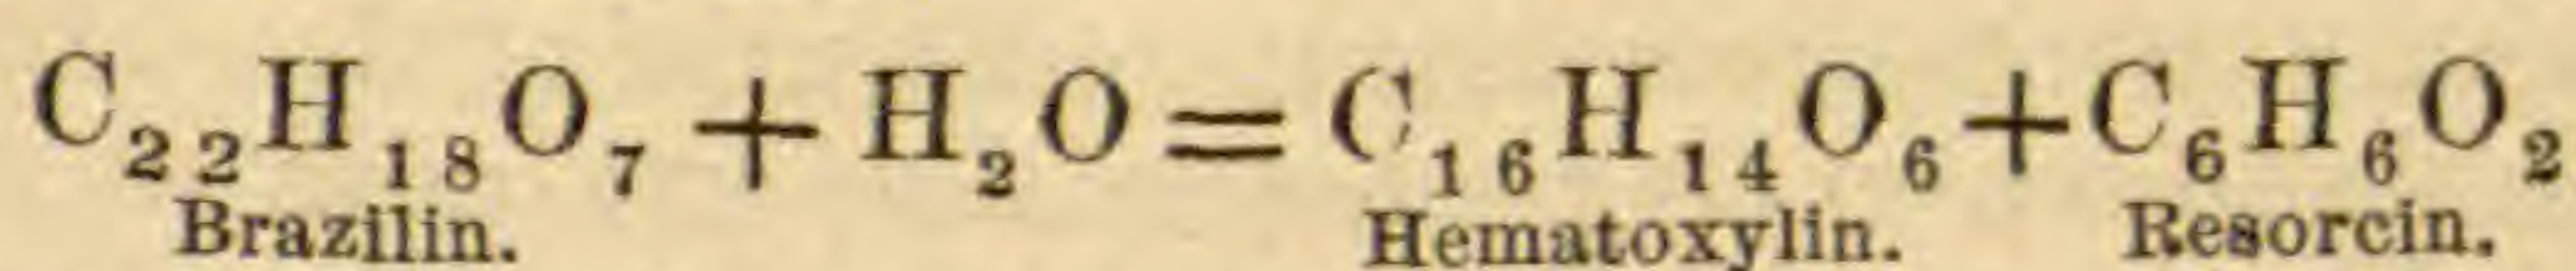 C₂₂H₁₈O₇ + H₂O = C₁₆H₁₄O₆ + C₆H₆O₂
Brazilin. Hematoxylin. Resorcin.